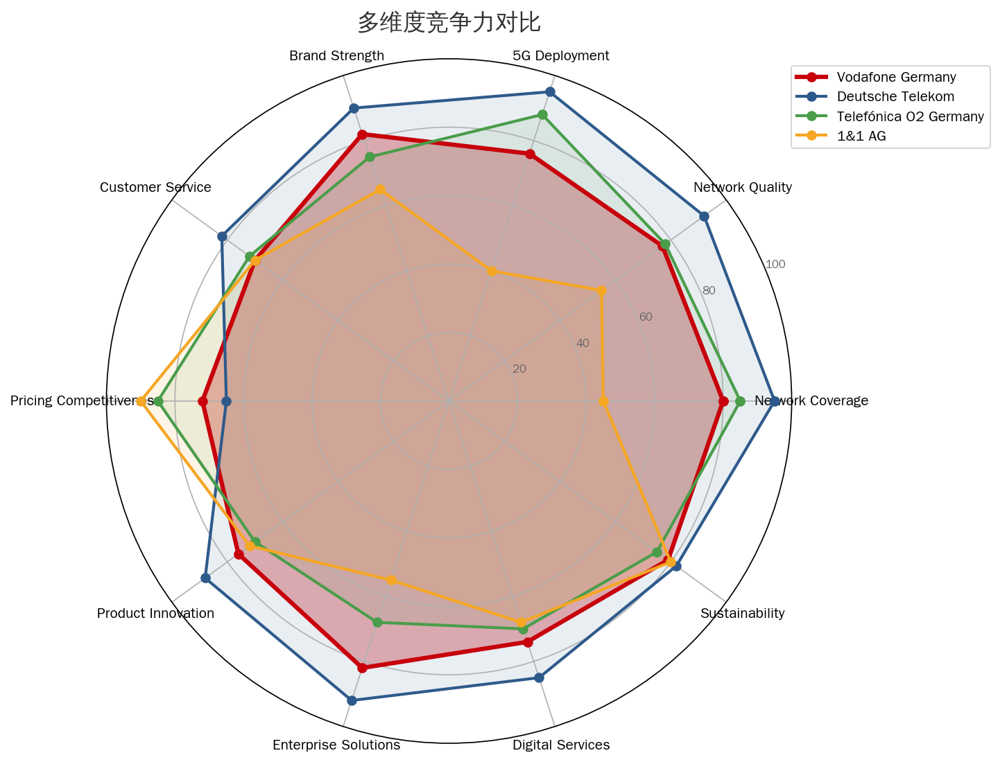 多维度竞争力对比
Brand Strength
5G Deployment
Vodafone Germany
Deutsche Telekom
Telefónica O2 Germany
1&1 AG
Customer Service
Network Quality
100
80
60
40
20
Pricing Competitiveness
Network Coverage
Product Innovation
Sustainability
Enterprise Solutions
Digital Services